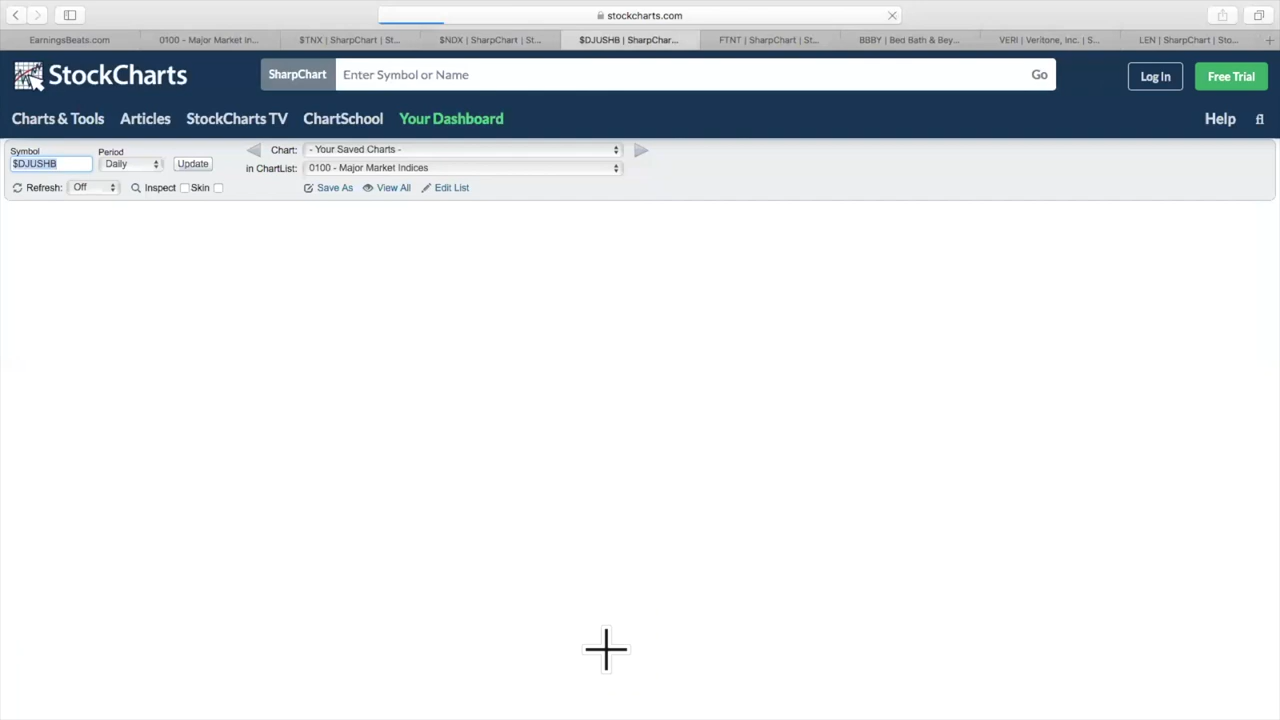 stockcharts.com
EarningsBeats.com 0100 - Major Market In... $TNX | SharpChart | St... $NDX | SharpChart | St... $DJUSHB | SharpChar... FTNT | SharpChart | St... BBBY | Bed Bath & Bey... VERI | Veritone, Inc. | S... LEN | SharpChart | Sto...
StockCharts SharpChart Enter Symbol or Name Go Log In Free Trial
Charts & Tools Articles StockCharts TV ChartSchool Your Dashboard Help
Symbol Period Chart: - Your Saved Charts -
$DJUSHB Daily Update in ChartList: 0100 - Major Market Indices
Refresh: Off Inspect Skin Save As View All Edit List